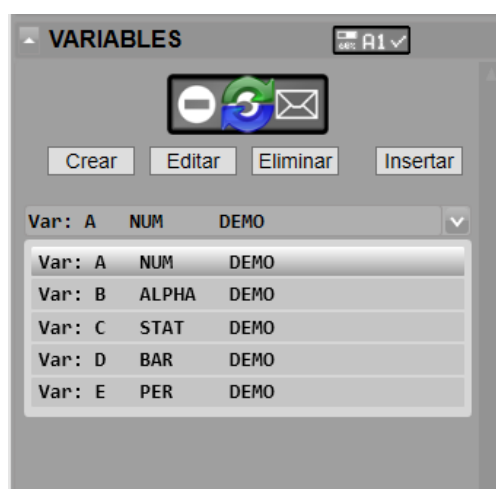 VARIABLES 68% A1
Crear Editar Eliminar Insertar
Var: A NUM DEMO
Var: A NUM DEMO
Var: B ALPHA DEMO
Var: C STAT DEMO
Var: D BAR DEMO
Var: E PER DEMO